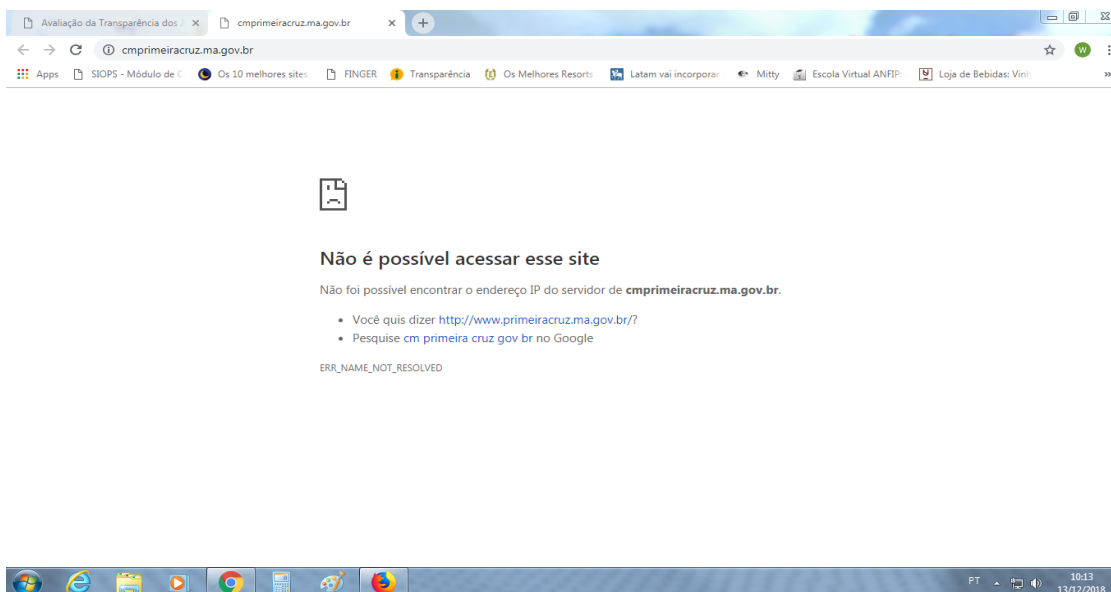 Avaliação da Transparência dos
cmprimeiracruz.ma.gov.br
cmprimeiracruz.ma.gov.br
W
Apps SIOPS - Módulo de C Os 10 melhores sites FINGER Transparência Os Melhores Resorts Latam vai incorporar Mitty Escola Virtual ANFIP Loja de Bebidas: Vinh
Não é possível acessar esse site
Não foi possível encontrar o endereço IP do servidor de cmprimeiracruz.ma.gov.br.
• Você quis dizer http://www.primeiracruz.ma.gov.br/?
• Pesquise cm primeira cruz gov br no Google
ERR_NAME_NOT_RESOLVED
PT
10:13
13/12/2018